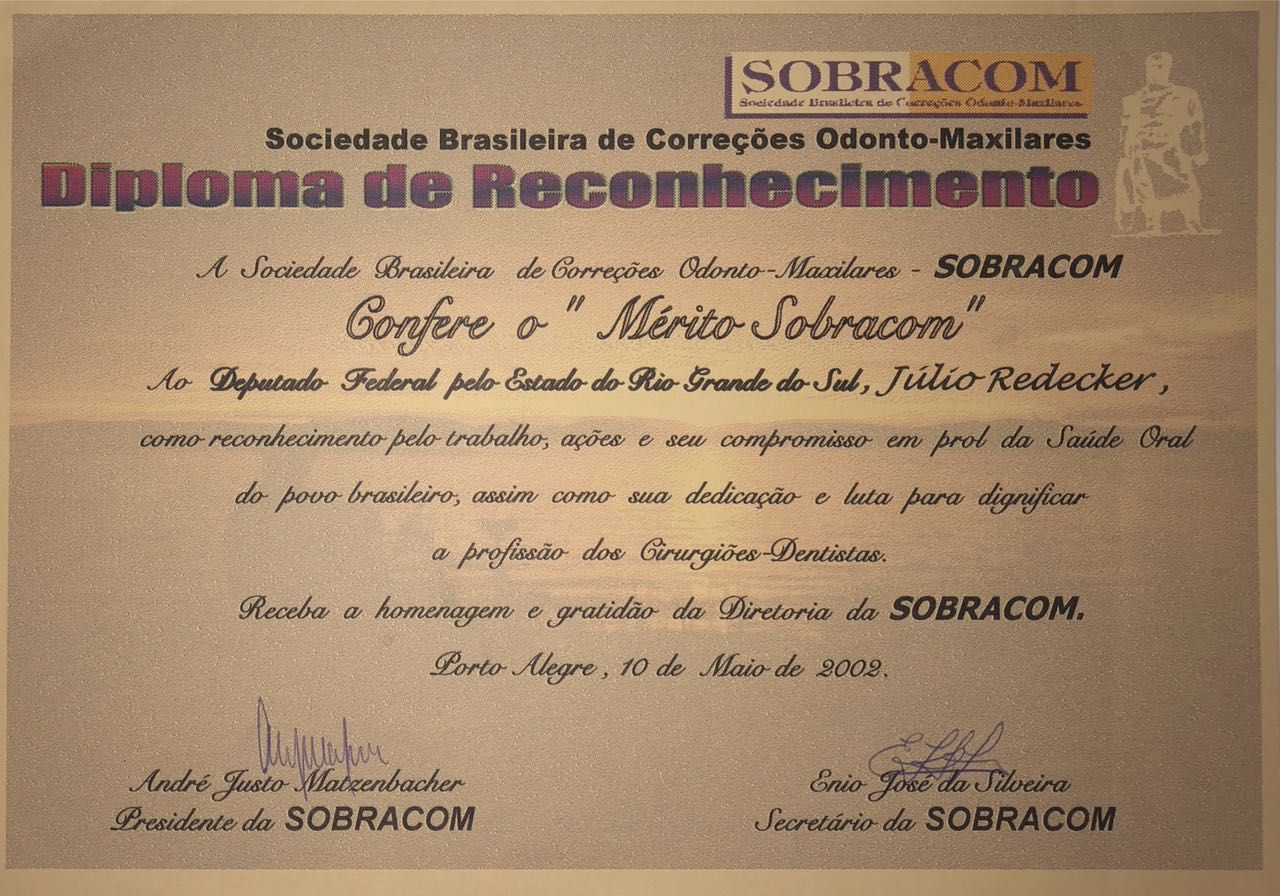 SOBRACOM
Sociedade Brasileira de Correções Odonto-Maxilares
Sociedade Brasileira de Correções Odonto-Maxilares
Diploma de Reconhecimento
A Sociedade Brasileira de Correções Odonto-Maxilares - SOBRACOM
Confere o " Mérito Sobracom"
Ao Deputado Federal pelo Estado do Rio Grande do Sul, Júlio Redecker,
como reconhecimento pelo trabalho, ações e seu compromisso em prol da Saúde Oral
do povo brasileiro, assim como sua dedicação e luta para dignificar
a profissão dos Cirurgiões-Dentistas.
Receba a homenagem e gratidão da Diretoria da SOBRACOM.
Porto Alegre, 10 de Maio de 2002.
André Justo Matzenbacher
Presidente da SOBRACOM
Enio José da Silveira
Secretário da SOBRACOM